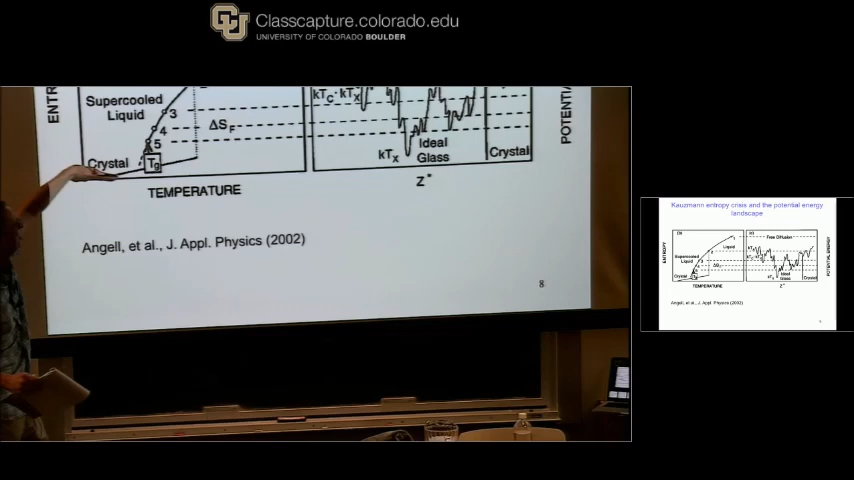 Classcapture.colorado.edu
UNIVERSITY OF COLORADO BOULDER
ENTR
Supercooled
Liquid
3
4
5
ΔS_F
Crystal
Tg
TEMPERATURE
kT_C · kT_X
kT_X
Ideal
Glass
Crystal
Z*
POTENTIA
Angell, et al., J. Appl. Physics (2002)
8
Kauzmann entropy crisis and the potential energy
landscape
ENTROPY
Liquid
Supercooled
Liquid
Crystal
TEMPERATURE
Free Diffusion
Ideal
Glass
Crystal
Z*
POTENTIAL ENERGY
Angell, et al., J. Appl. Physics (2002)